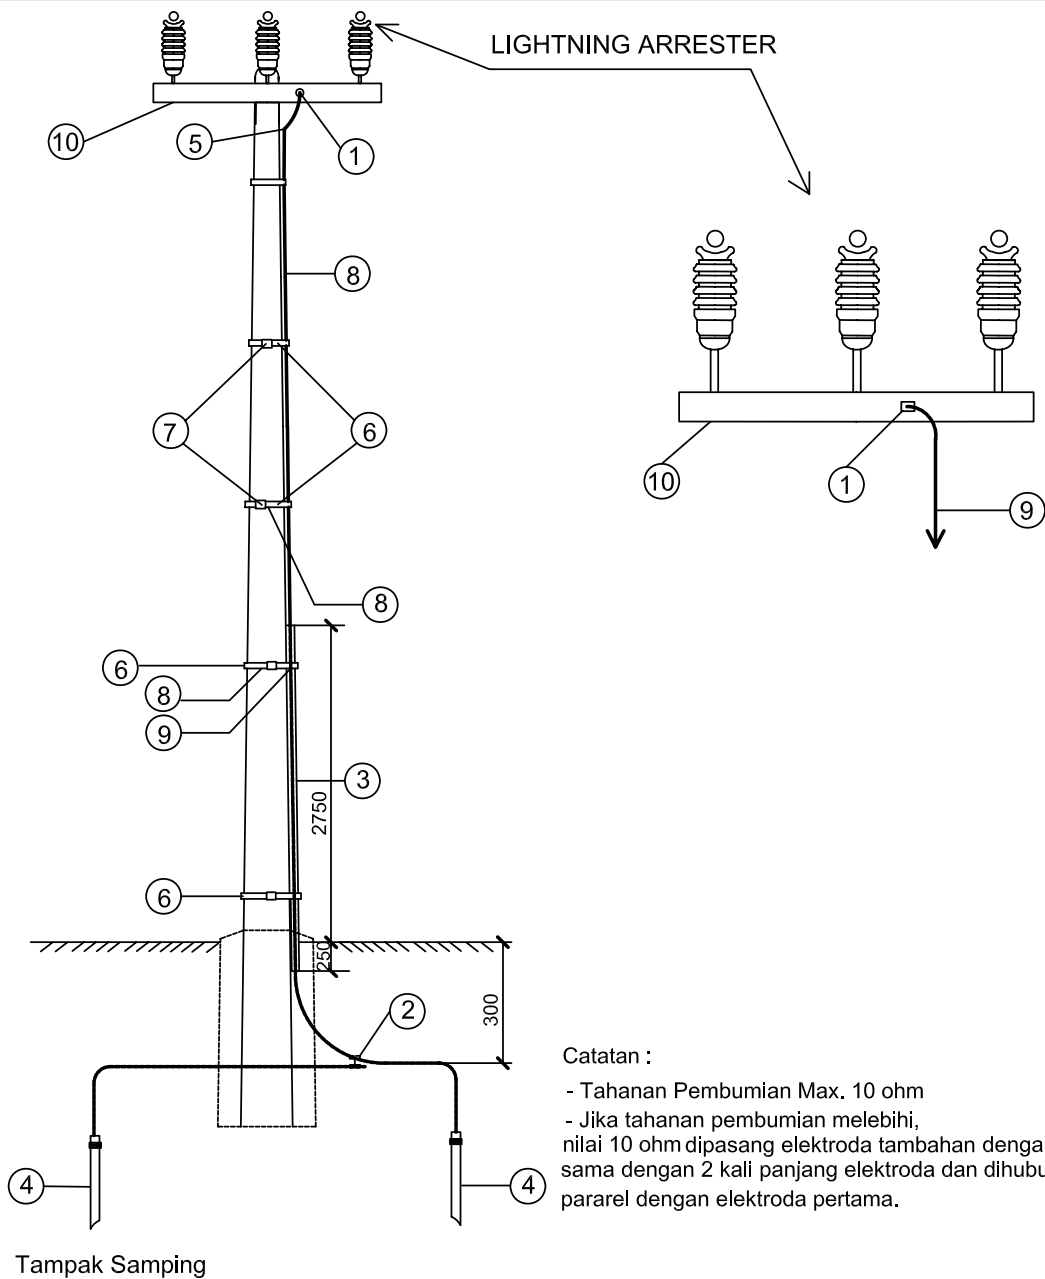 LIGHTNING ARRESTER
10
5
1
8
7
6
10
1
9
8
6
8
9
3
2750
6
250
2
300
Catatan :
- Tahanan Pembumian Max. 10 ohm
- Jika tahanan pembumian melebihi,
nilai 10 ohm dipasang elektroda tambahan denga
sama dengan 2 kali panjang elektroda dan dihubu
pararel dengan elektroda pertama.
4
4
Tampak Samping